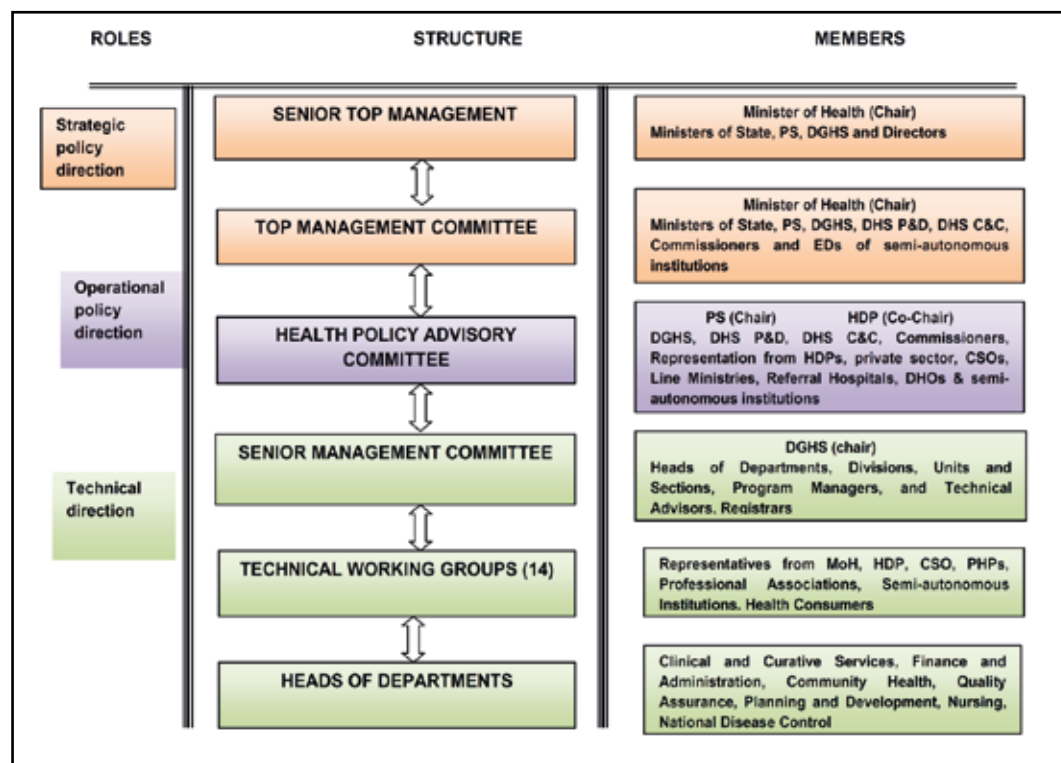 ROLES STRUCTURE MEMBERS
Strategic
policy
direction
SENIOR TOP MANAGEMENT
Minister of Health (Chair)
Ministers of State, PS, DGHS and Directors
TOP MANAGEMENT COMMITTEE
Minister of Health (Chair)
Ministers of State, PS, DGHS, DHS P&D, DHS C&C,
Commissioners and EDs of semi-autonomous
institutions
Operational
policy
direction
HEALTH POLICY ADVISORY
COMMITTEE
PS (Chair) HDP (Co-Chair)
DGHS, DHS P&D, DHS C&C, Commissioners,
Representation from HDPs, private sector, CSOs,
Line Ministries, Referral Hospitals, DHOs & semi-
autonomous institutions
Technical
direction
SENIOR MANAGEMENT COMMITTEE
DGHS (chair)
Heads of Departments, Divisions, Units and
Sections, Program Managers, and Technical
Advisors. Registrars
TECHNICAL WORKING GROUPS (14)
Representatives from MoH, HDP, CSO, PHPs,
Professional Associations, Semi-autonomous
Institutions. Health Consumers
HEADS OF DEPARTMENTS
Clinical and Curative Services, Finance and
Administration, Community Health, Quality
Assurance, Planning and Development, Nursing,
National Disease Control